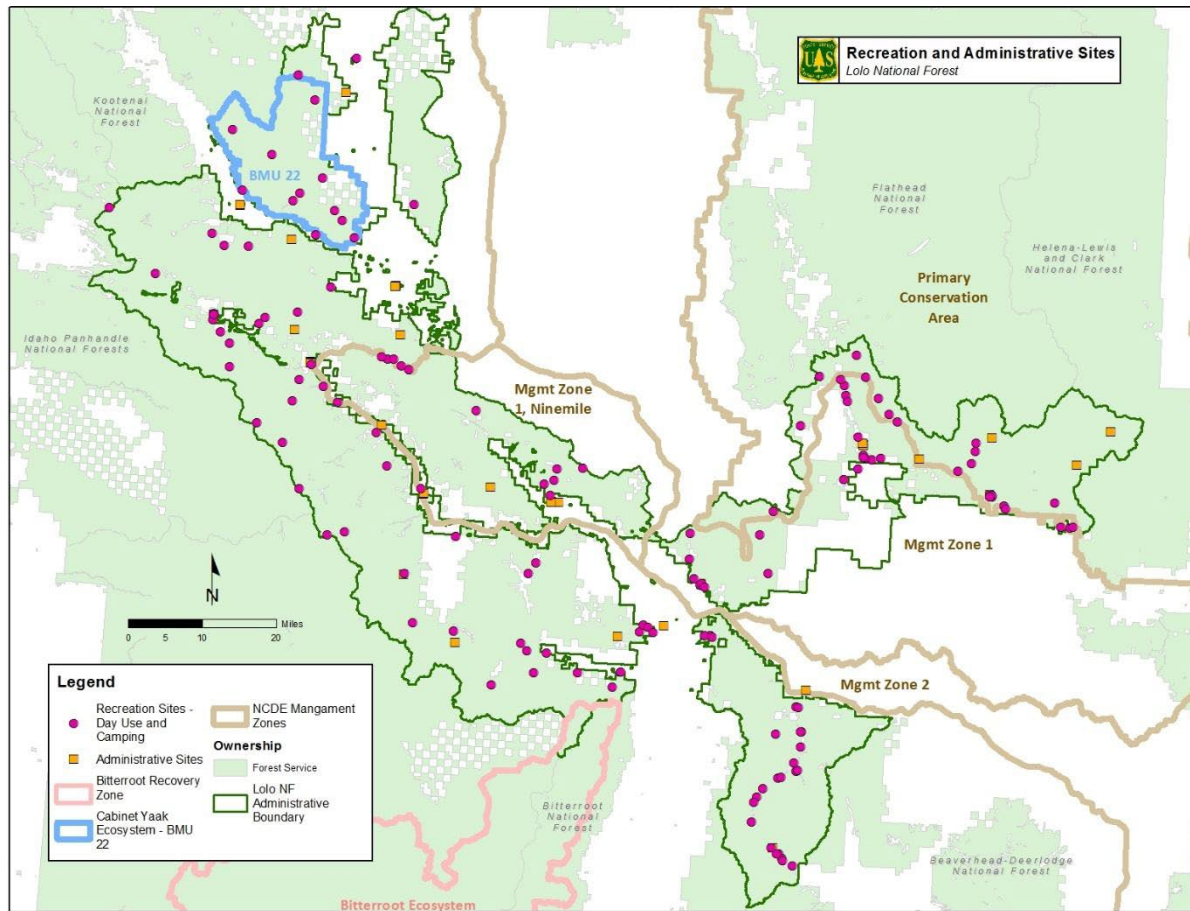 Recreation and Administrative Sites
Lolo National Forest
UAS
Kootenai
National
Forest
BMU 22
Flathead
National
Forest
Helena-Lewis
and Clark
National Forest
Primary
Conservation
Area
Idaho Panhandle
National Forests
Mgmt Zone
1, Ninemile
Mgmt Zone 1
N
Miles
0 5 10 20
Mgmt Zone 2
Legend
Recreation Sites -
Day Use and
Camping
Administrative Sites
Bitterroot Recovery
Zone
Cabinet Yaak
Ecosystem - BMU
22
NCDE Mangament
Zones
Ownership
Forest Service
Lolo NF
Administrative
Boundary
Bitterroot
National
Forest
Beaverhead-Deerlodge
National Forest
Bitterroot Ecosystem